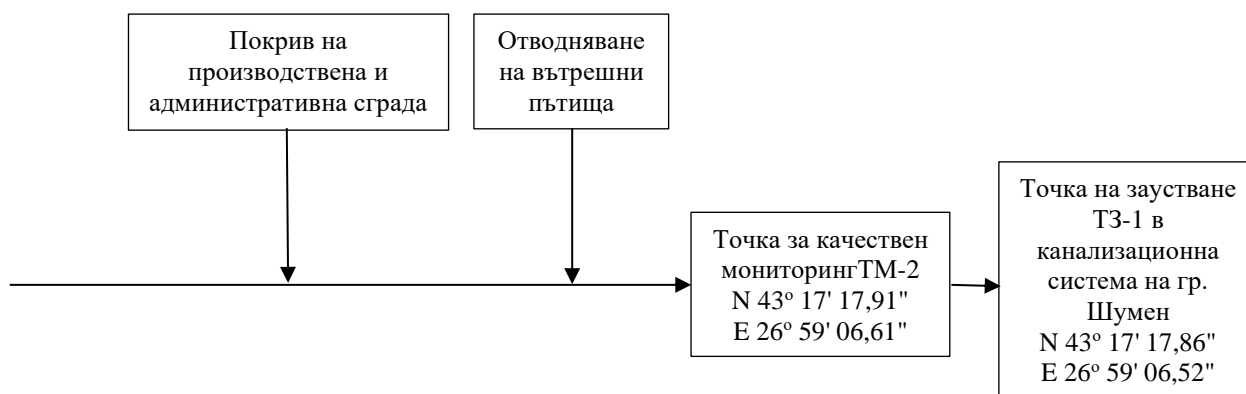 Покрив на
производствена и
административна сграда
Отводняване
на вътрешни
пътища
Точка за качествен
мониторингТМ-2
N 43º 17' 17,91"
E 26º 59' 06,61"
Точка на заустване
ТЗ-1 в
канализационна
система на гр.
Шумен
N 43º 17' 17,86"
E 26º 59' 06,52"